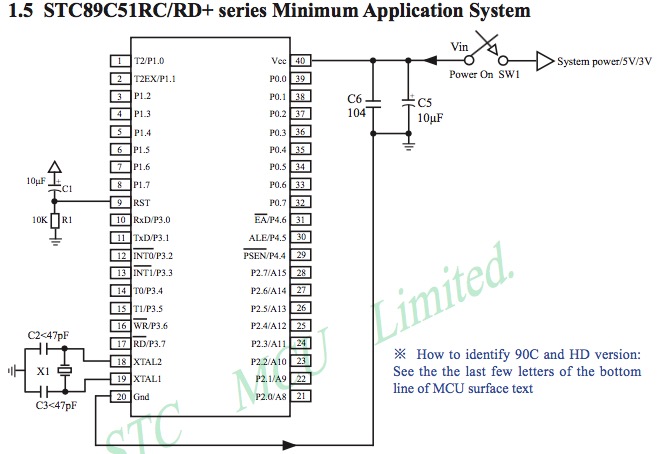 1.5 STC89C51RC/RD+ series Minimum Application System
Vin
Power On SW1
System power/5V/3V
C6
104
C5
10μF
+
10μF
+
C1
10K
R1
C2<47pF
X1
C3<47pF
1 T2/P1.0
2 T2EX/P1.1
3 P1.2
4 P1.3
5 P1.4
6 P1.5
7 P1.6
8 P1.7
9 RST
10 RxD/P3.0
11 TxD/P3.1
12 INT0/P3.2
13 INT1/P3.3
14 T0/P3.4
15 T1/P3.5
16 WR/P3.6
17 RD/P3.7
18 XTAL2
19 XTAL1
20 Gnd
Vcc 40
P0.0 39
P0.1 38
P0.2 37
P0.3 36
P0.4 35
P0.5 34
P0.6 33
P0.7 32
EA/P4.6 31
ALE/P4.5 30
PSEN/P4.4 29
P2.7/A15 28
P2.6/A14 27
P2.5/A13 26
P2.4/A12 25
P2.3/A11 24
P2.2/A10 23
P2.1/A9 22
P2.0/A8 21
※ How to identify 90C and HD version:
See the the last few letters of the bottom
line of MCU surface text
STC MCU Limited.